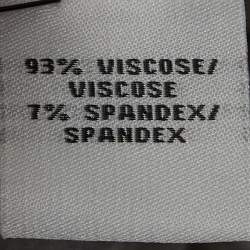 93% VISCOSE/
VISCOSE
7% SPANDEX/
SPANDEX